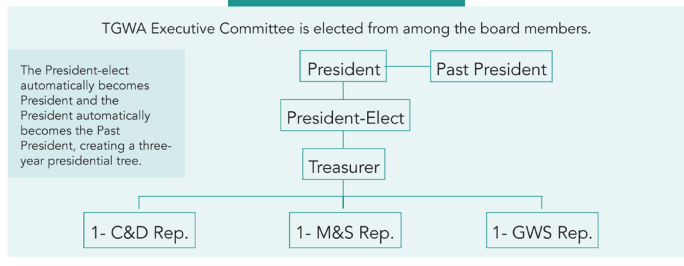 TGWA Executive Committee is elected from among the board members.
The President-elect
automatically becomes
President and the
President automatically
becomes the Past
President, creating a three-
year presidential tree.
President
Past President
President-Elect
Treasurer
1- C&D Rep.
1- M&S Rep.
1- GWS Rep.